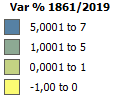 Var % 1861/2019
5,0001 to 7
1,0001 to 5
0,0001 to 1
-1,00 to 0